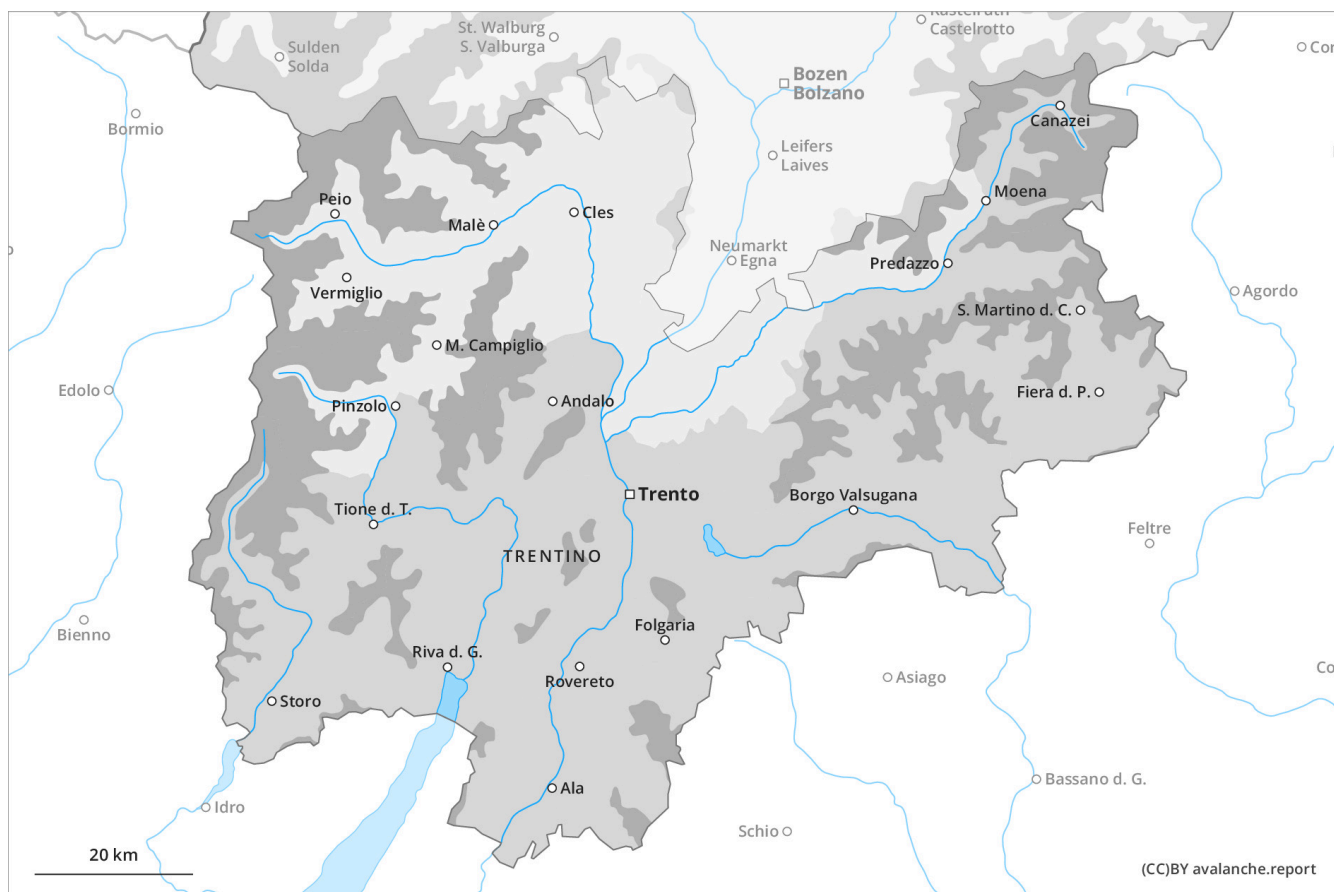 St. Walburg
S. Valburga
Castelrotto
Sulden
Solda
Bozen
Bolzano
Bormio
Canazei
Leifers
Laives
Peio
Moena
Malè
Cles
Neumarkt
Egna
Predazzo
Vermiglio
Agordo
S. Martino d. C.
M. Campiglio
Edolo
Pinzolo
Andalo
Fiera d. P.
Trento
Borgo Valsugana
Tione d. T.
Feltre
TRENTINO
Bienno
Folgaria
Riva d. G.
Rovereto
Asiago
Storo
Bassano d. G.
Ala
Idro
Schio
20 km
(CC)BY avalanche.report